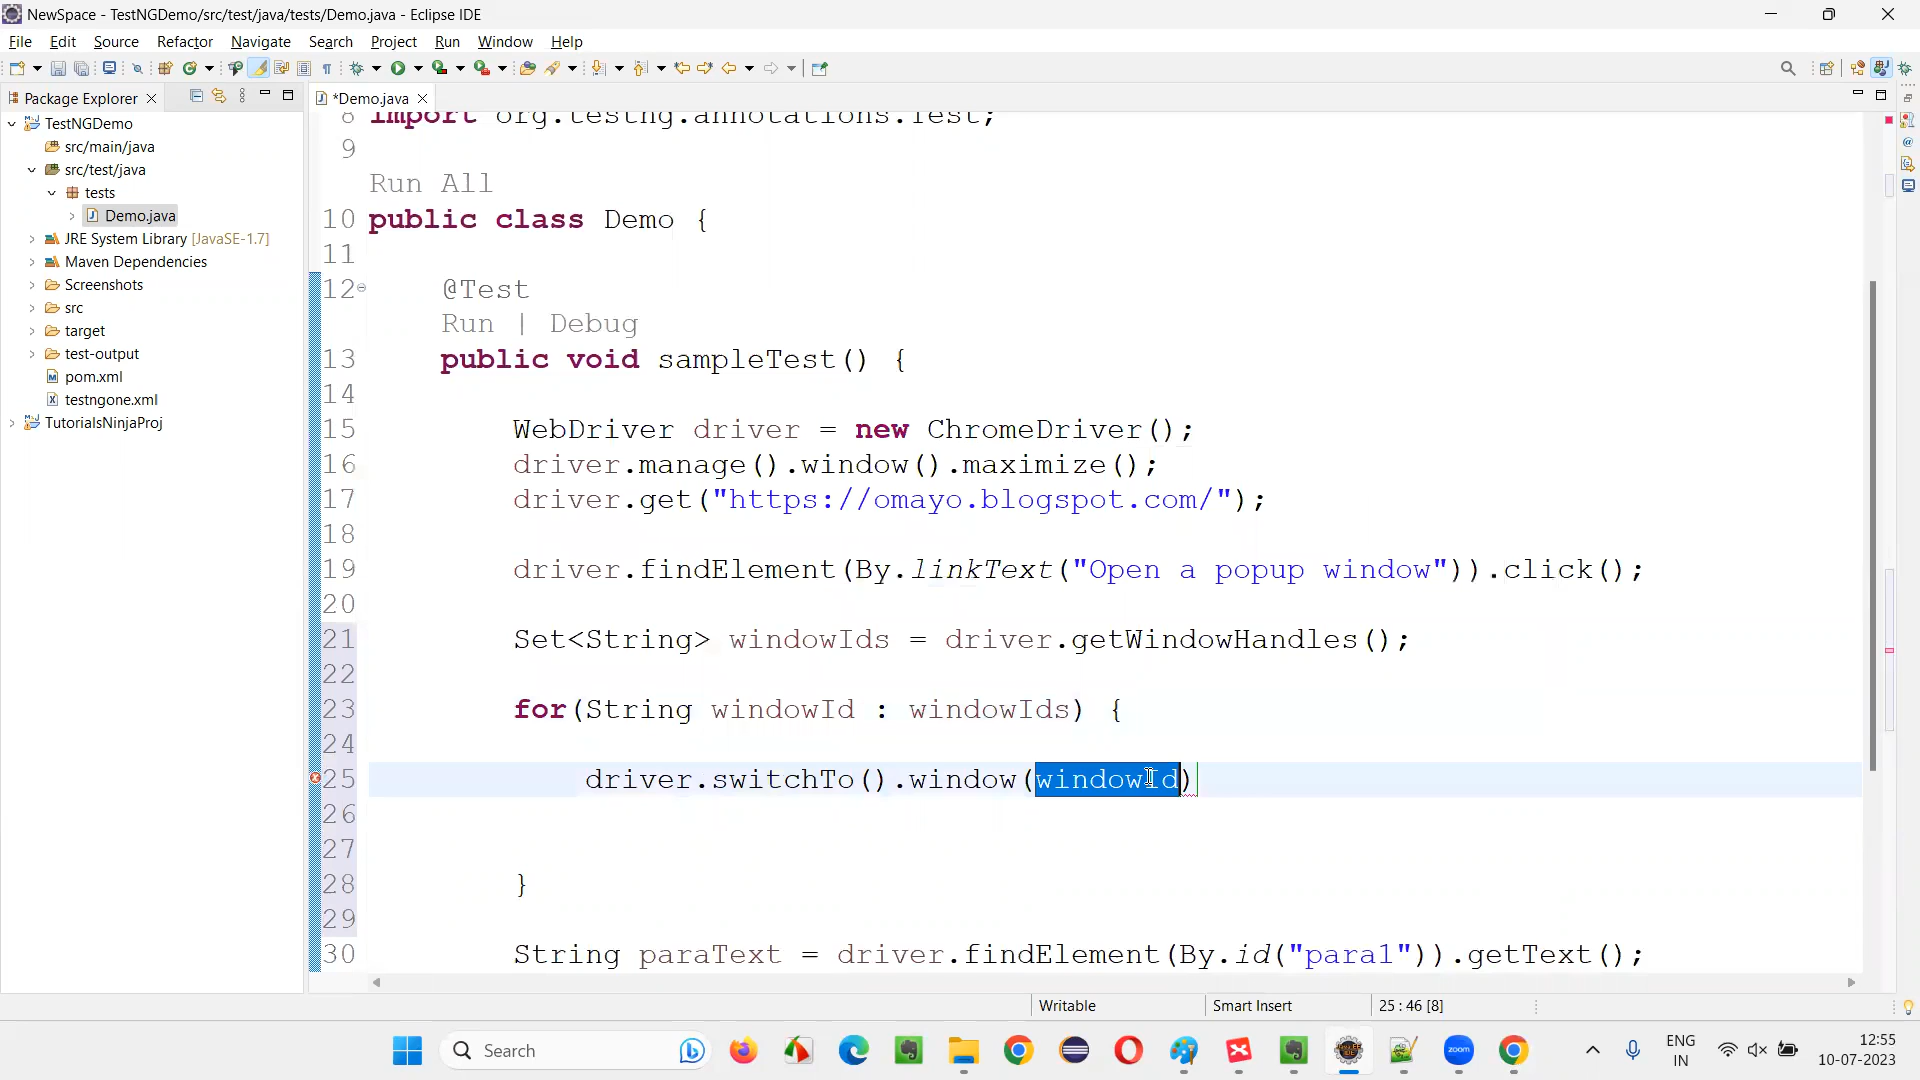 NewSpace - TestNGDemo/src/test/java/tests/Demo.java - Eclipse IDE
File Edit Source Refactor Navigate Search Project Run Window Help
Package Explorer
*Demo.java
TestNGDemo
src/main/java
src/test/java
tests
Demo.java
JRE System Library [JavaSE-1.7]
Maven Dependencies
Screenshots
src
target
test-output
pom.xml
testngone.xml
TutorialsNinjaProj
8 import org.testng.annotations.Test;
9
Run All
10 public class Demo {
11
12 @Test
Run | Debug
13 public void sampleTest() {
14
15 WebDriver driver = new ChromeDriver();
16 driver.manage().window().maximize();
17 driver.get("https://omayo.blogspot.com/");
18
19 driver.findElement(By.linkText("Open a popup window")).click();
20
21 Set<String> windowIds = driver.getWindowHandles();
22
23 for(String windowId : windowIds) {
24
25 driver.switchTo().window(windowId)
26
27
28 }
29
30 String paraText = driver.findElement(By.id("para1")).getText();
Writable Smart Insert 25 : 46 [8]
Search
zoom
ENG
IN
12:55
10-07-2023